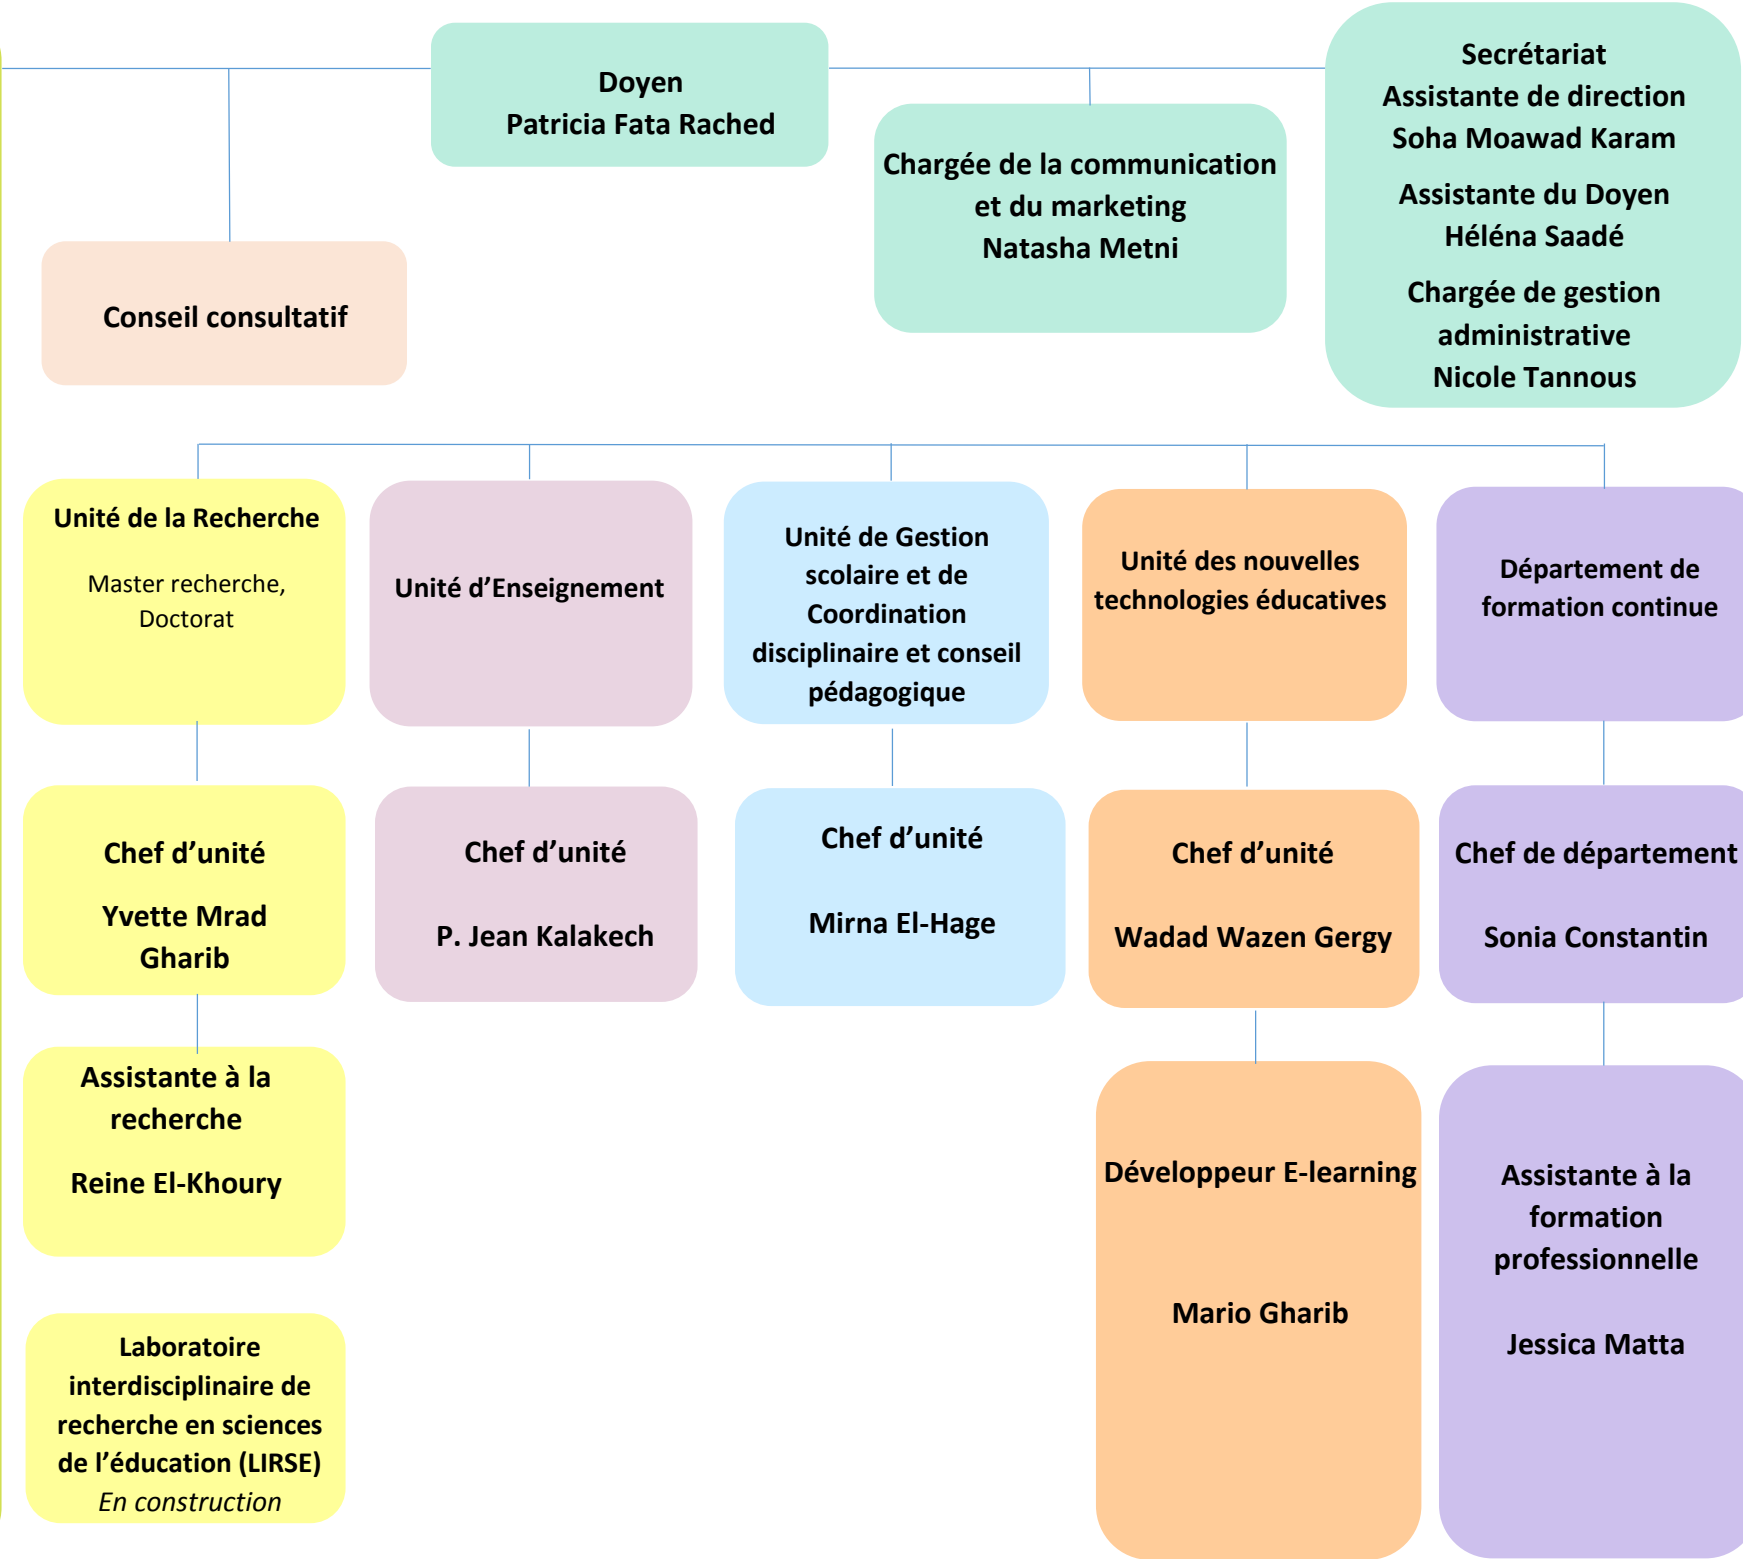 Doyen
Patricia Fata Rached
Chargée de la communication
et du marketing
Natasha Metni
Secrétariat
Assistante de direction
Soha Moawad Karam
Assistante du Doyen
Héléna Saadé
Chargée de gestion
administrative
Nicole Tannous
Conseil consultatif
Unité de la Recherche
Master recherche,
Doctorat
Unité d’Enseignement
Unité de Gestion
scolaire et de
Coordination
disciplinaire et conseil
pédagogique
Unité des nouvelles
technologies éducatives
Département de
formation continue
Chef d’unité
Yvette Mrad
Gharib
Chef d’unité
P. Jean Kalakech
Chef d’unité
Mirna El-Hage
Chef d’unité
Wadad Wazen Gergy
Chef de département
Sonia Constantin
Assistante à la
recherche
Reine El-Khoury
Développeur E-learning
Mario Gharib
Assistante à la
formation
professionnelle
Jessica Matta
Laboratoire
interdisciplinaire de
recherche en sciences
de l’éducation (LIRSE)
En construction